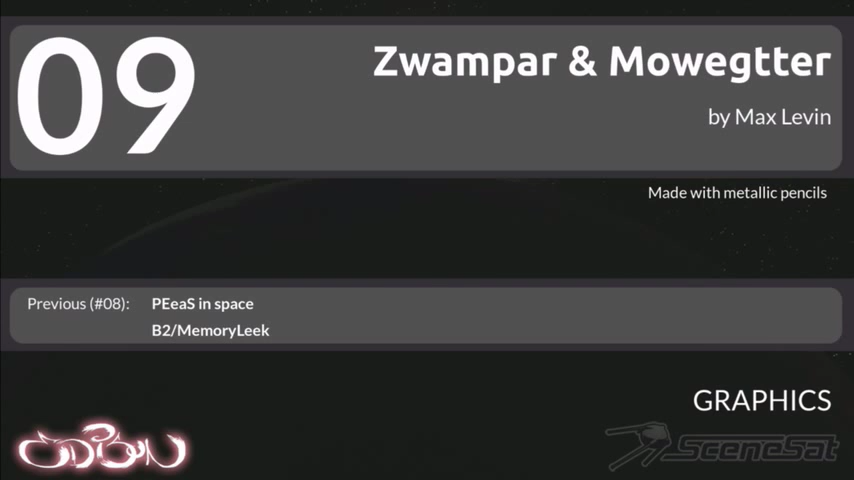 09
Zwampar & Mowegtter
by Max Levin
Made with metallic pencils
Previous (#08): PEeaS in space
B2/MemoryLeek
GRAPHICS
SceneSat